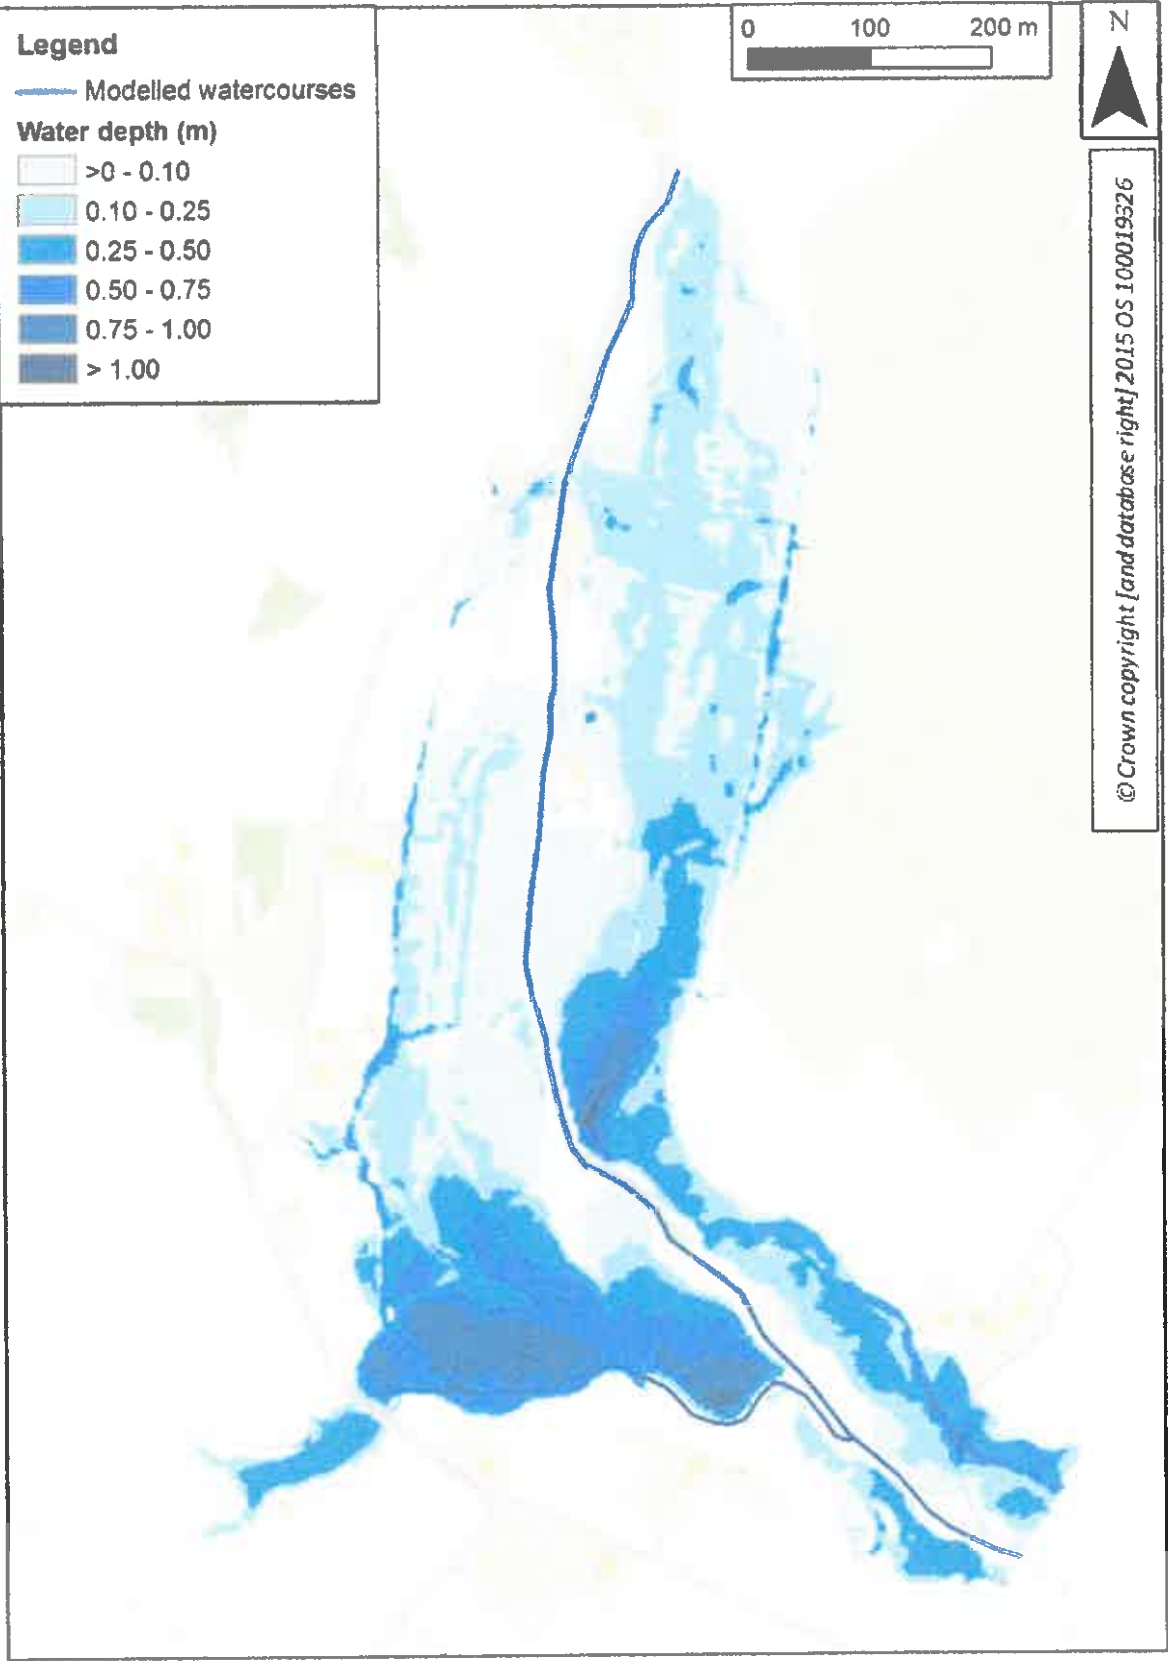 Legend
Modelled watercourses
Water depth (m)
>0 - 0.10
0.10 - 0.25
0.25 - 0.50
0.50 - 0.75
0.75 - 1.00
> 1.00
0 100 200 m
N
© Crown copyright [and database right] 2015 OS 100019326